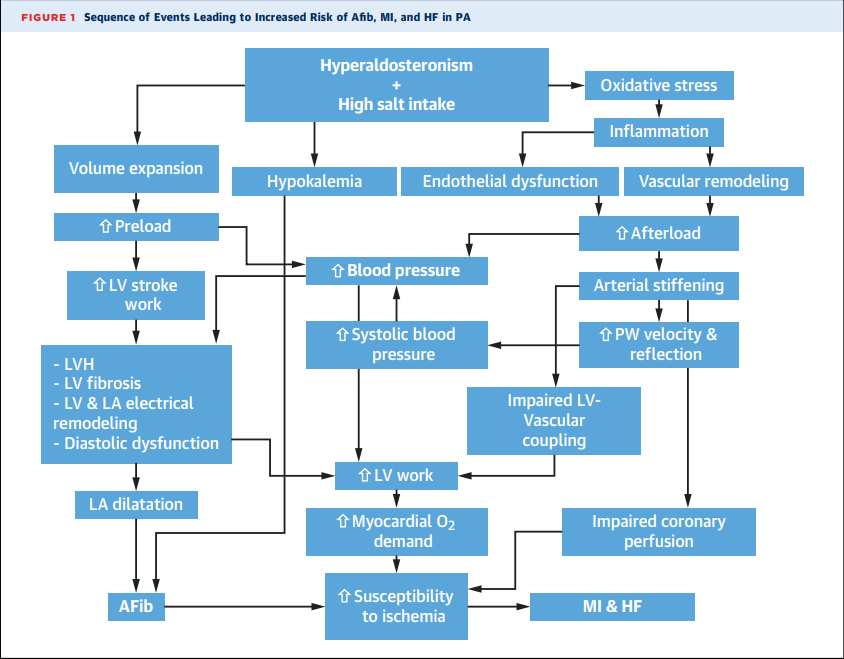 FIGURE 1 Sequence of Events Leading to Increased Risk of Afib, MI, and HF in PA
Hyperaldosteronism
+
High salt intake
Oxidative stress
Inflammation
Volume expansion
Hypokalemia
Endothelial dysfunction
Vascular remodeling
⇧ Preload
⇧ Afterload
⇧ Blood pressure
⇧ LV stroke
work
Arterial stiffening
⇧ Systolic blood
pressure
⇧ PW velocity &
reflection
- LVH
- LV fibrosis
- LV & LA electrical
remodeling
- Diastolic dysfunction
Impaired LV-
Vascular
coupling
⇧ LV work
LA dilatation
⇧ Myocardial O₂
demand
Impaired coronary
perfusion
AFib
⇧ Susceptibility
to ischemia
MI & HF